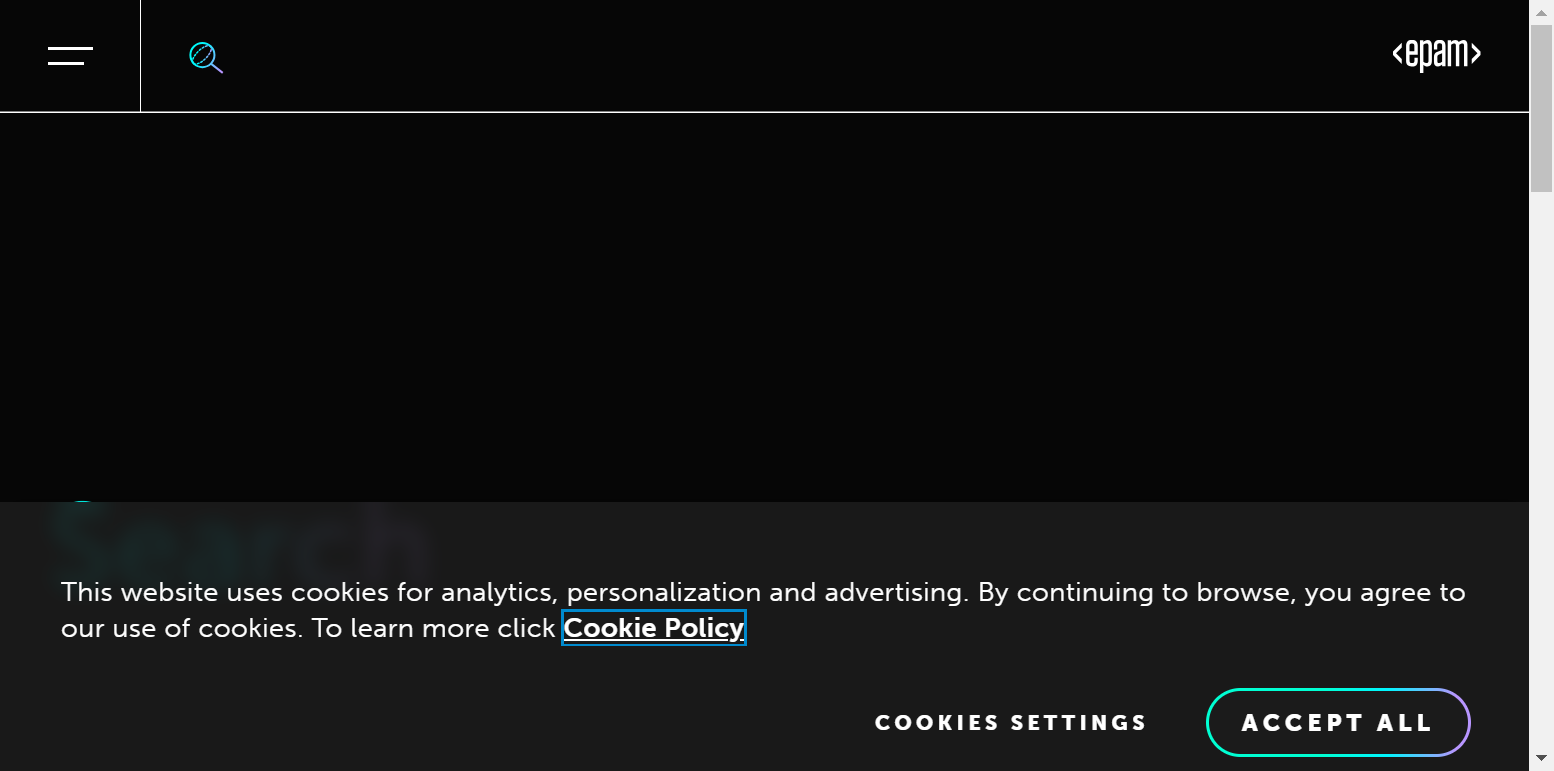 <epam>
Search
This website uses cookies for analytics, personalization and advertising. By continuing to browse, you agree to
our use of cookies. To learn more click Cookie Policy
COOKIES SETTINGS
ACCEPT ALL